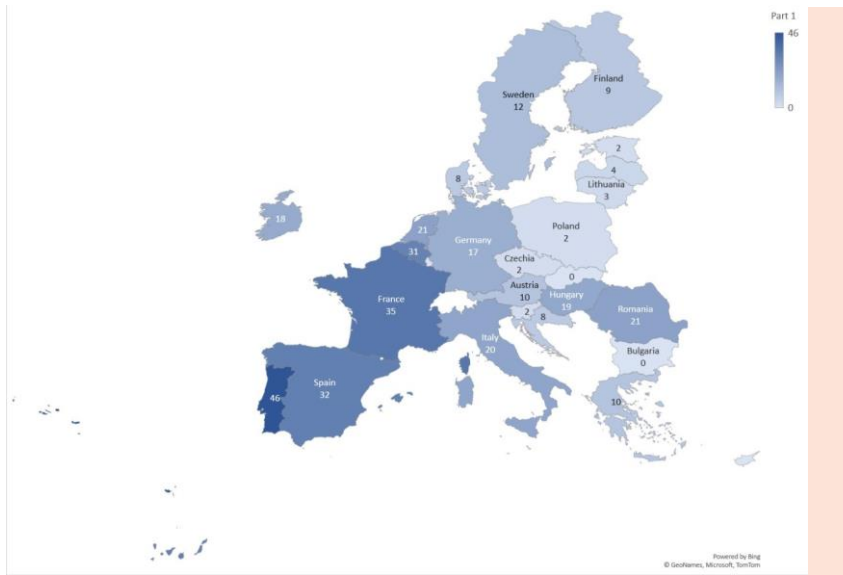 Part 1
46
0
Finland
9
Sweden
12
2
4
Lithuania
3
8
18
21
Germany
17
Poland
2
31
Czechia
2
0
Austria
10
Hungary
19
France
35
2
8
Romania
21
Italy
20
Bulgaria
0
Spain
32
46
10
Powered by Bing
© GeoNames, Microsoft, TomTom